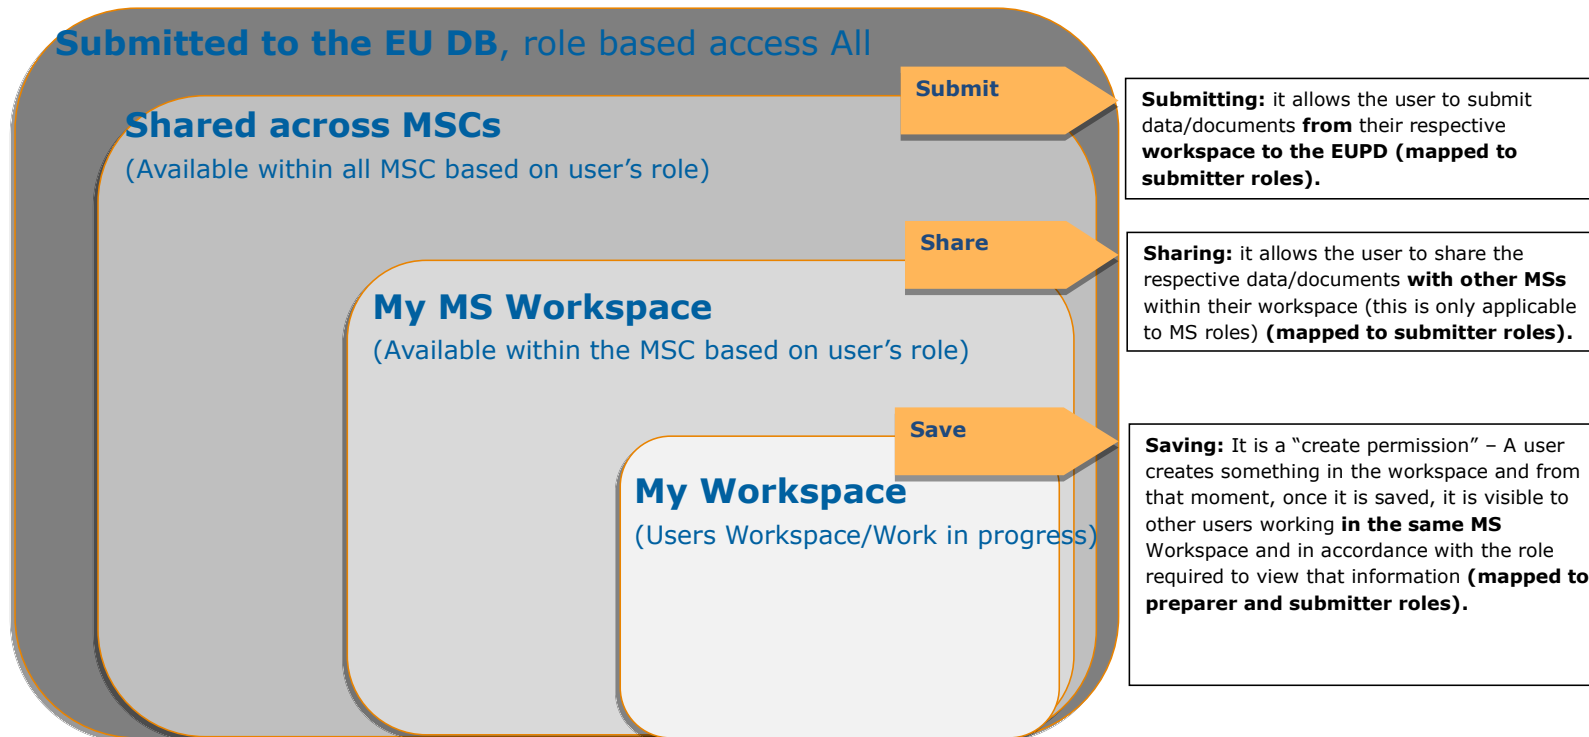 Submitted to the EU DB, role based access All
Submit
Shared across MSCs
(Available within all MSC based on user’s role)
Submitting: it allows the user to submit
data/documents from their respective
workspace to the EUPD (mapped to
submitter roles).
Share
My MS Workspace
(Available within the MSC based on user’s role)
Sharing: it allows the user to share the
respective data/documents with other MSs
within their workspace (this is only applicable
to MS roles) (mapped to submitter roles).
Save
My Workspace
(Users Workspace/Work in progress)
Saving: It is a “create permission” – A user
creates something in the workspace and from
that moment, once it is saved, it is visible to
other users working in the same MS
Workspace and in accordance with the role
required to view that information (mapped to
preparer and submitter roles).